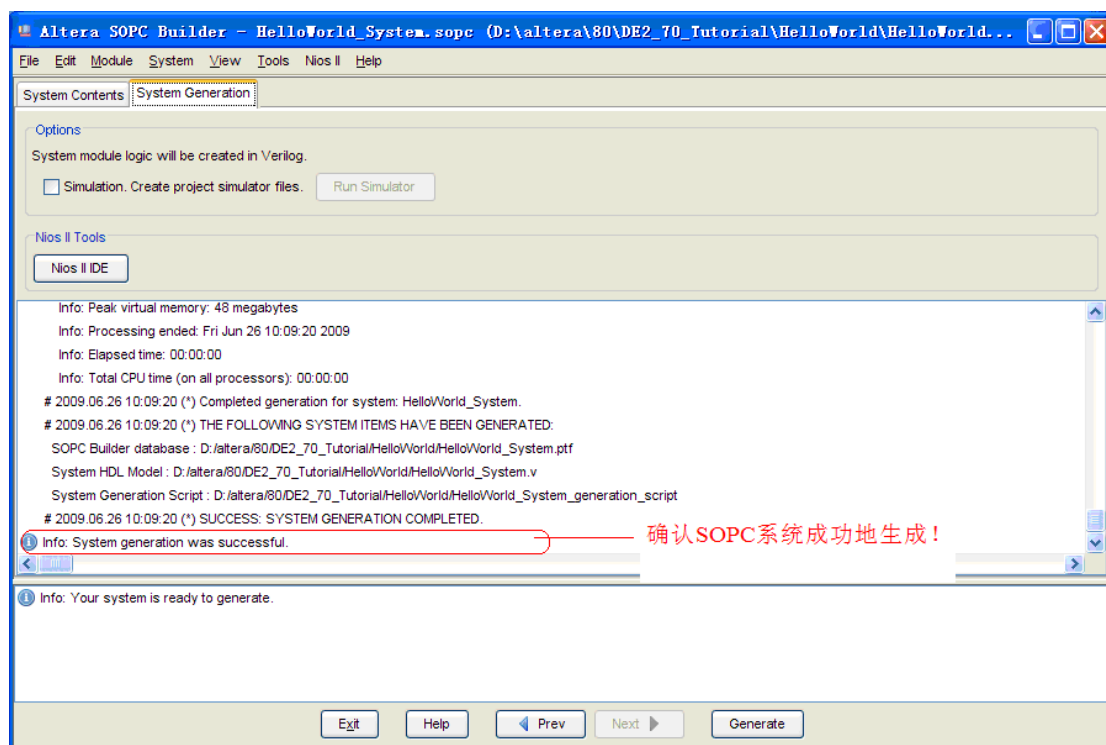 Altera SOPC Builder - HelloWorld_System.sopc (D:\altera\80\DE2_70_Tutorial\HelloWorld\HelloWorld...
File Edit Module System View Tools Nios II Help
System Contents System Generation
Options
System module logic will be created in Verilog.
Simulation. Create project simulator files. Run Simulator
Nios II Tools
Nios II IDE
Info: Peak virtual memory: 48 megabytes
Info: Processing ended: Fri Jun 26 10:09:20 2009
Info: Elapsed time: 00:00:00
Info: Total CPU time (on all processors): 00:00:00
# 2009.06.26 10:09:20 (*) Completed generation for system: HelloWorld_System.
# 2009.06.26 10:09:20 (*) THE FOLLOWING SYSTEM ITEMS HAVE BEEN GENERATED:
SOPC Builder database : D:/altera/80/DE2_70_Tutorial/HelloWorld/HelloWorld_System.ptf
System HDL Model : D:/altera/80/DE2_70_Tutorial/HelloWorld/HelloWorld_System.v
System Generation Script : D:/altera/80/DE2_70_Tutorial/HelloWorld/HelloWorld_System_generation_script
# 2009.06.26 10:09:20 (*) SUCCESS: SYSTEM GENERATION COMPLETED.
Info: System generation was successful.
确认SOPC系统成功地生成！
Info: Your system is ready to generate.
Exit Help Prev Next Generate